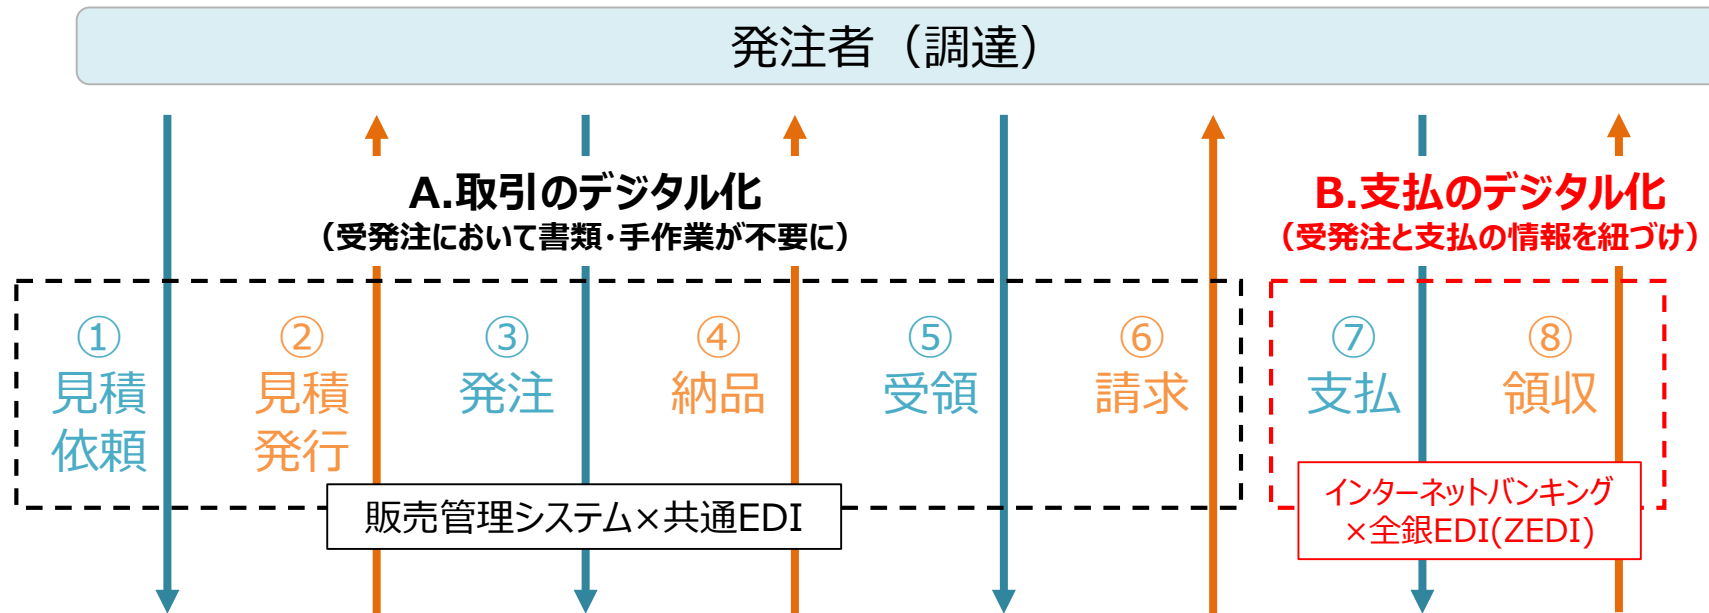 発注者（調達）
A.取引のデジタル化
（受発注において書類・手作業が不要に）
B.支払のデジタル化
（受発注と支払の情報を紐づけ）
①
見積
依頼
②
見積
発行
③
発注
④
納品
⑤
受領
⑥
請求
⑦
支払
⑧
領収
販売管理システム×共通EDI
インターネットバンキング
×全銀EDI(ZEDI)